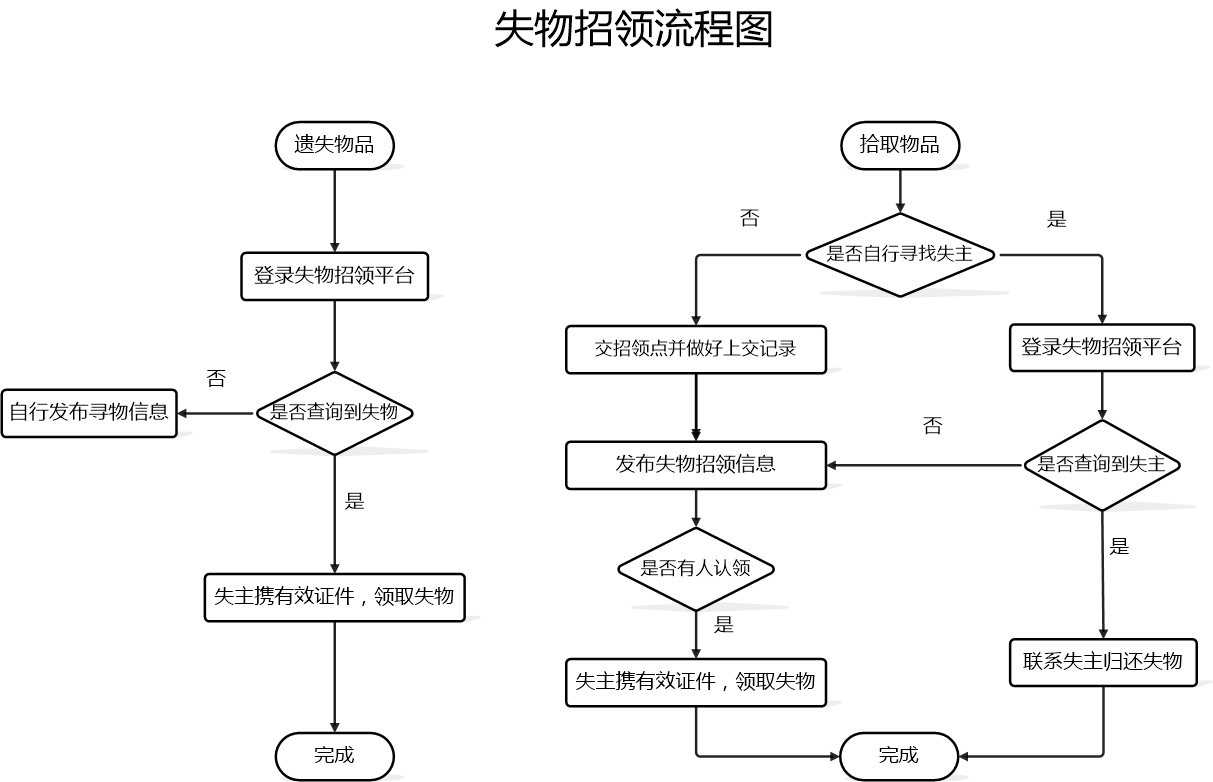 失物招领流程图
遗失物品
登录失物招领平台
是否查询到失物
否
自行发布寻物信息
是
失主携有效证件，领取失物
完成
拾取物品
是否自行寻找失主
否
是
交招领点并做好上交记录
登录失物招领平台
是否查询到失主
否
发布失物招领信息
是否有人认领
是
是
失主携有效证件，领取失物
联系失主归还失物
完成